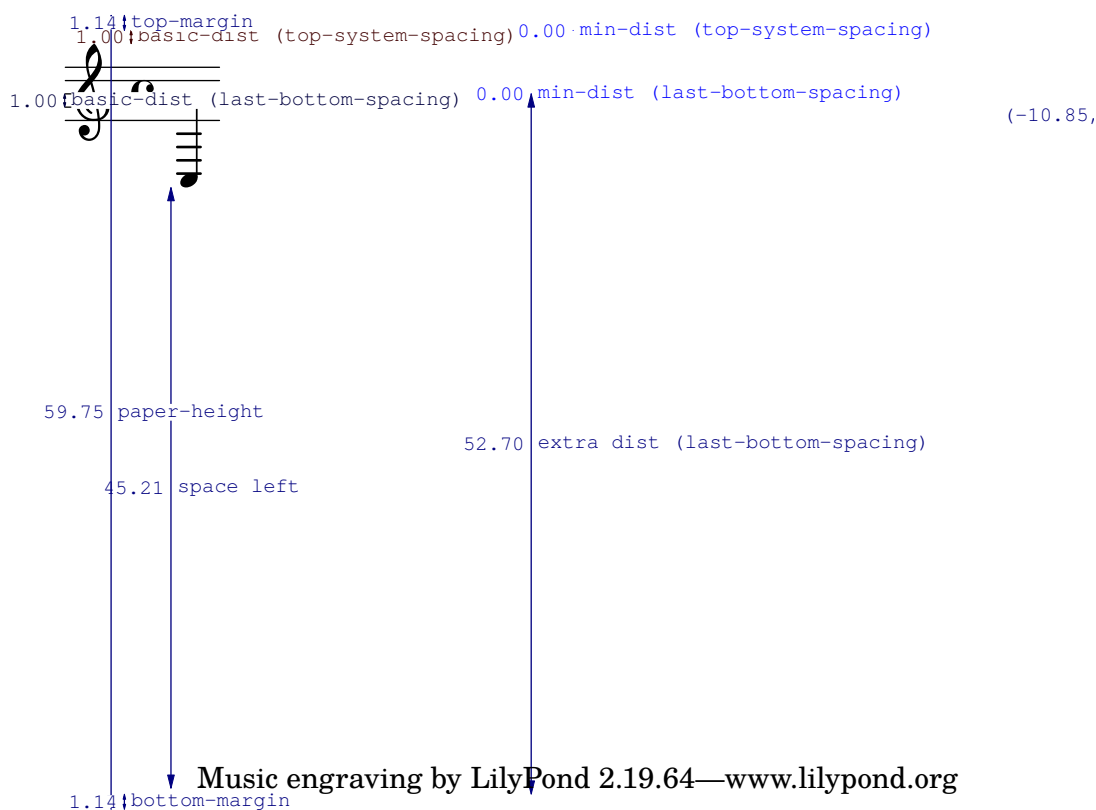 1.14 top-margin
1.00 basic-dist (top-system-spacing) 0.00 min-dist (top-system-spacing)
1.00 basic-dist (last-bottom-spacing) 0.00 min-dist (last-bottom-spacing)
(-10.85,
59.75 paper-height
52.70 extra dist (last-bottom-spacing)
45.21 space left
Music engraving by LilyPond 2.19.64—www.lilypond.org
1.14 bottom-margin